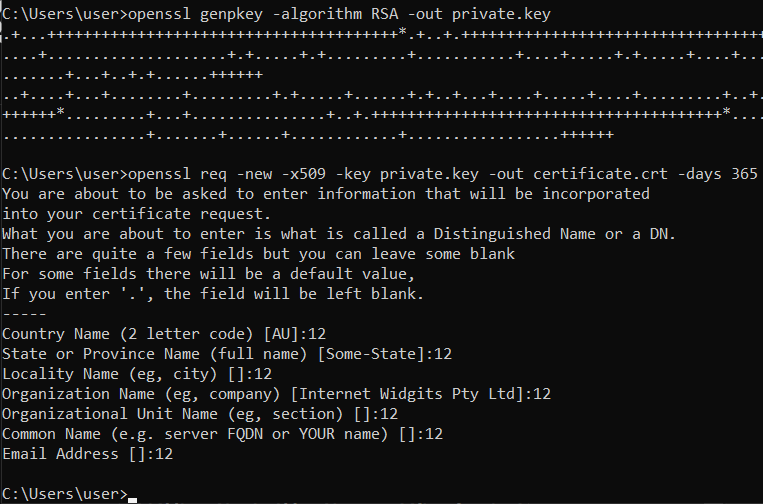 C:\Users\user>openssl genpkey -algorithm RSA -out private.key
.+...+++++++++++++++++++++++++++++++++++++++*.+..+.++++++++++++++++++++++++++++++++++
....+.....................+.+.....+.+.........+...........+....+.....+.+.....+....+...
........+...+..+.+......++++++
..+....+...+........+.........+.+.....+......+.+..+...+....+.....+....+.........+..+.
++++++*.........+...+................+..+.+++++++++++++++++++++++++++++++++++++++*....
................+.......+......+............+.................++++++
C:\Users\user>openssl req -new -x509 -key private.key -out certificate.crt -days 365
You are about to be asked to enter information that will be incorporated
into your certificate request.
What you are about to enter is what is called a Distinguished Name or a DN.
There are quite a few fields but you can leave some blank
For some fields there will be a default value,
If you enter '.', the field will be left blank.
-----
Country Name (2 letter code) [AU]:12
State or Province Name (full name) [Some-State]:12
Locality Name (eg, city) []:12
Organization Name (eg, company) [Internet Widgits Pty Ltd]:12
Organizational Unit Name (eg, section) []:12
Common Name (e.g. server FQDN or YOUR name) []:12
Email Address []:12
C:\Users\user>